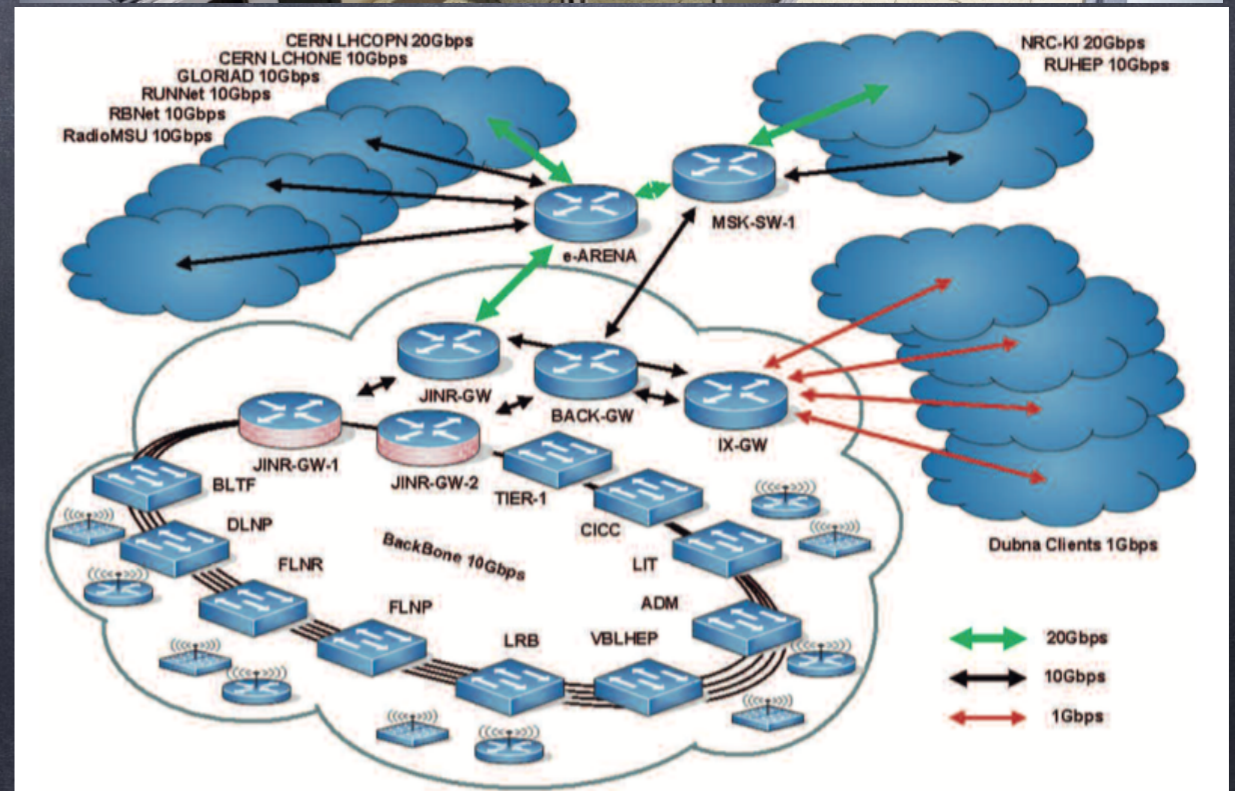 CERN LHCOPN 20Gbps
CERN LCHONE 10Gbps
GLORIAD 10Gbps
RUNNet 10Gbps
RBNet 10Gbps
RadioMSU 10Gbps
NRC-KI 20Gbps
RUHEP 10Gbps
MSK-SW-1
e-ARENA
JINR-GW
BACK-GW
IX-GW
JINR-GW-1
JINR-GW-2
TIER-1
CICC
LIT
ADM
VBLHEP
LRB
FLNP
FLNR
DLNP
BLTF
BackBone 10Gbps
Dubna Clients 1Gbps
20Gbps
10Gbps
1Gbps